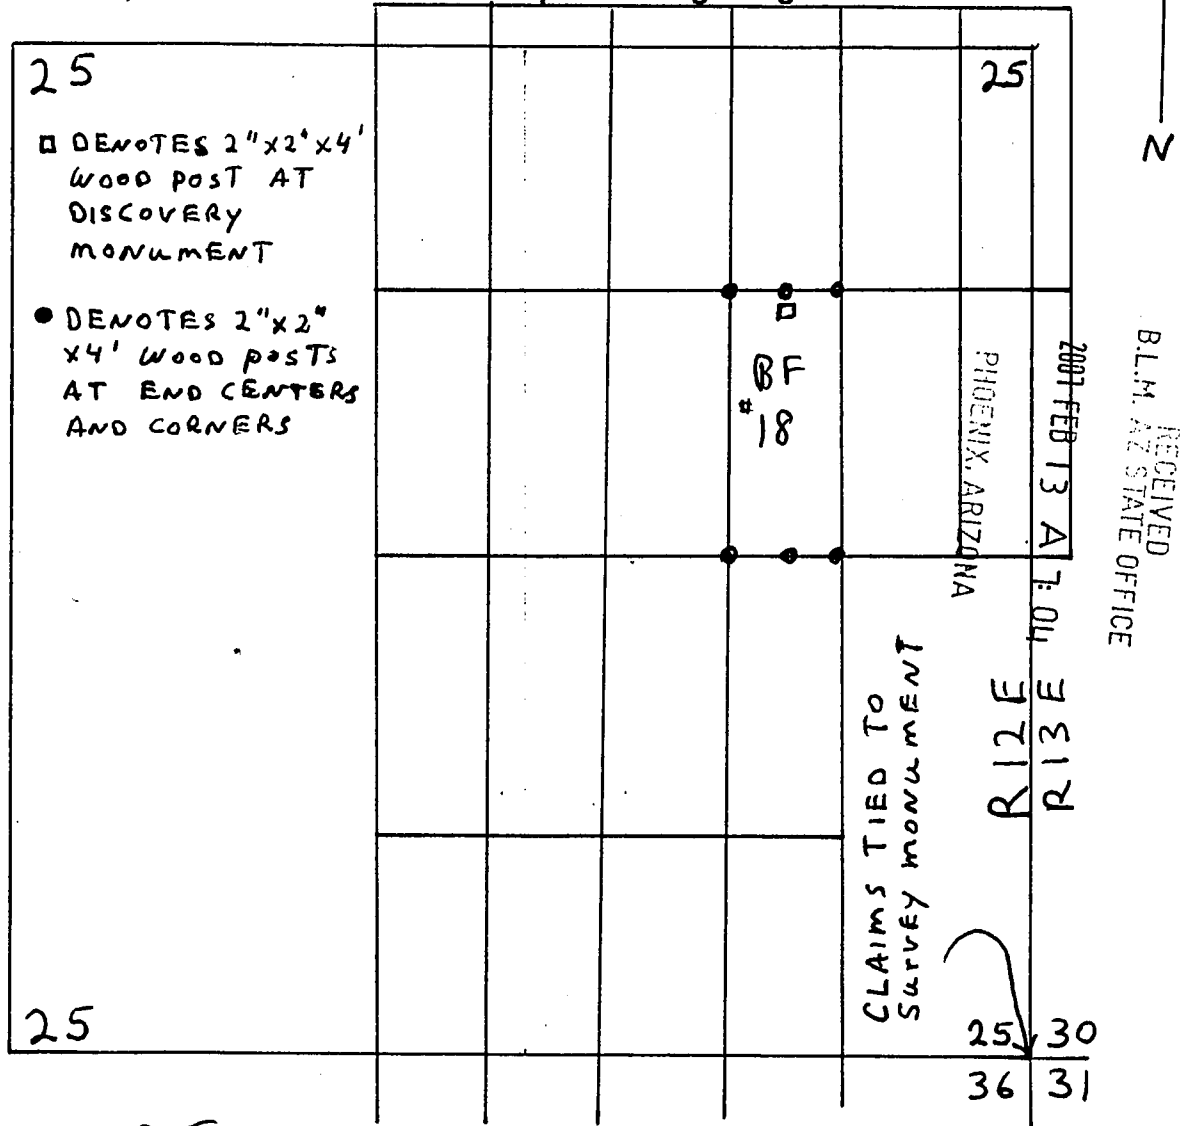 25
25
□ DENOTES 2"x2"x4'
WOOD POST AT
DISCOVERY
MONUMENT
● DENOTES 2"x2"
x4' WOOD POSTS
AT END CENTERS
AND CORNERS
N
BF
#18
RECEIVED
B.L.M. AZ STATE OFFICE
2007 FEB 13 A 7:04
PHOENIX, ARIZONA
CLAIMS TIED TO
SURVEY MONUMENT
R12E
R13E
25
25 30
36 31